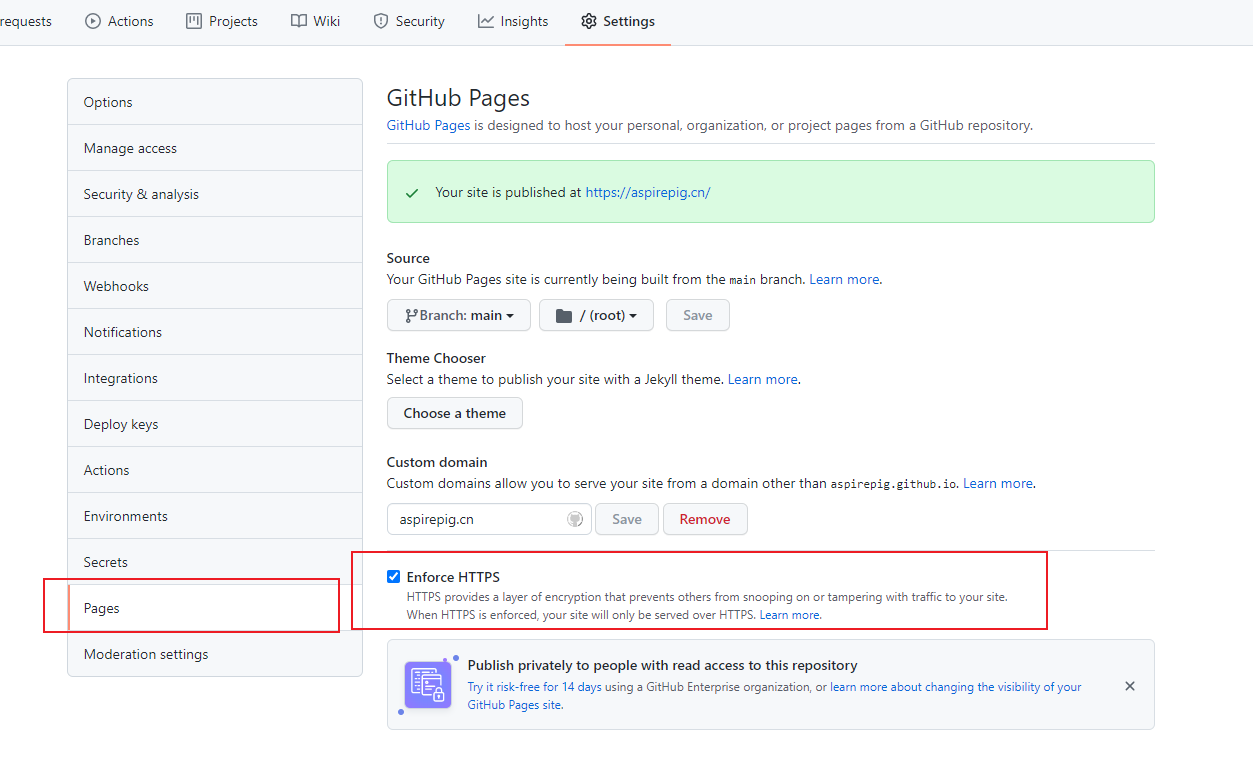 requests
Actions
Projects
Wiki
Security
Insights
Settings
Options
Manage access
Security & analysis
Branches
Webhooks
Notifications
Integrations
Deploy keys
Actions
Environments
Secrets
Pages
Moderation settings
GitHub Pages
GitHub Pages is designed to host your personal, organization, or project pages from a GitHub repository.
Your site is published at https://aspirepig.cn/
Source
Your GitHub Pages site is currently being built from the main branch. Learn more.
Branch: main
/ (root)
Save
Theme Chooser
Select a theme to publish your site with a Jekyll theme. Learn more.
Choose a theme
Custom domain
Custom domains allow you to serve your site from a domain other than aspirepig.github.io. Learn more.
aspirepig.cn
Save
Remove
Enforce HTTPS
HTTPS provides a layer of encryption that prevents others from snooping on or tampering with traffic to your site.
When HTTPS is enforced, your site will only be served over HTTPS. Learn more.
Publish privately to people with read access to this repository
Try it risk-free for 14 days using a GitHub Enterprise organization, or learn more about changing the visibility of your
GitHub Pages site.